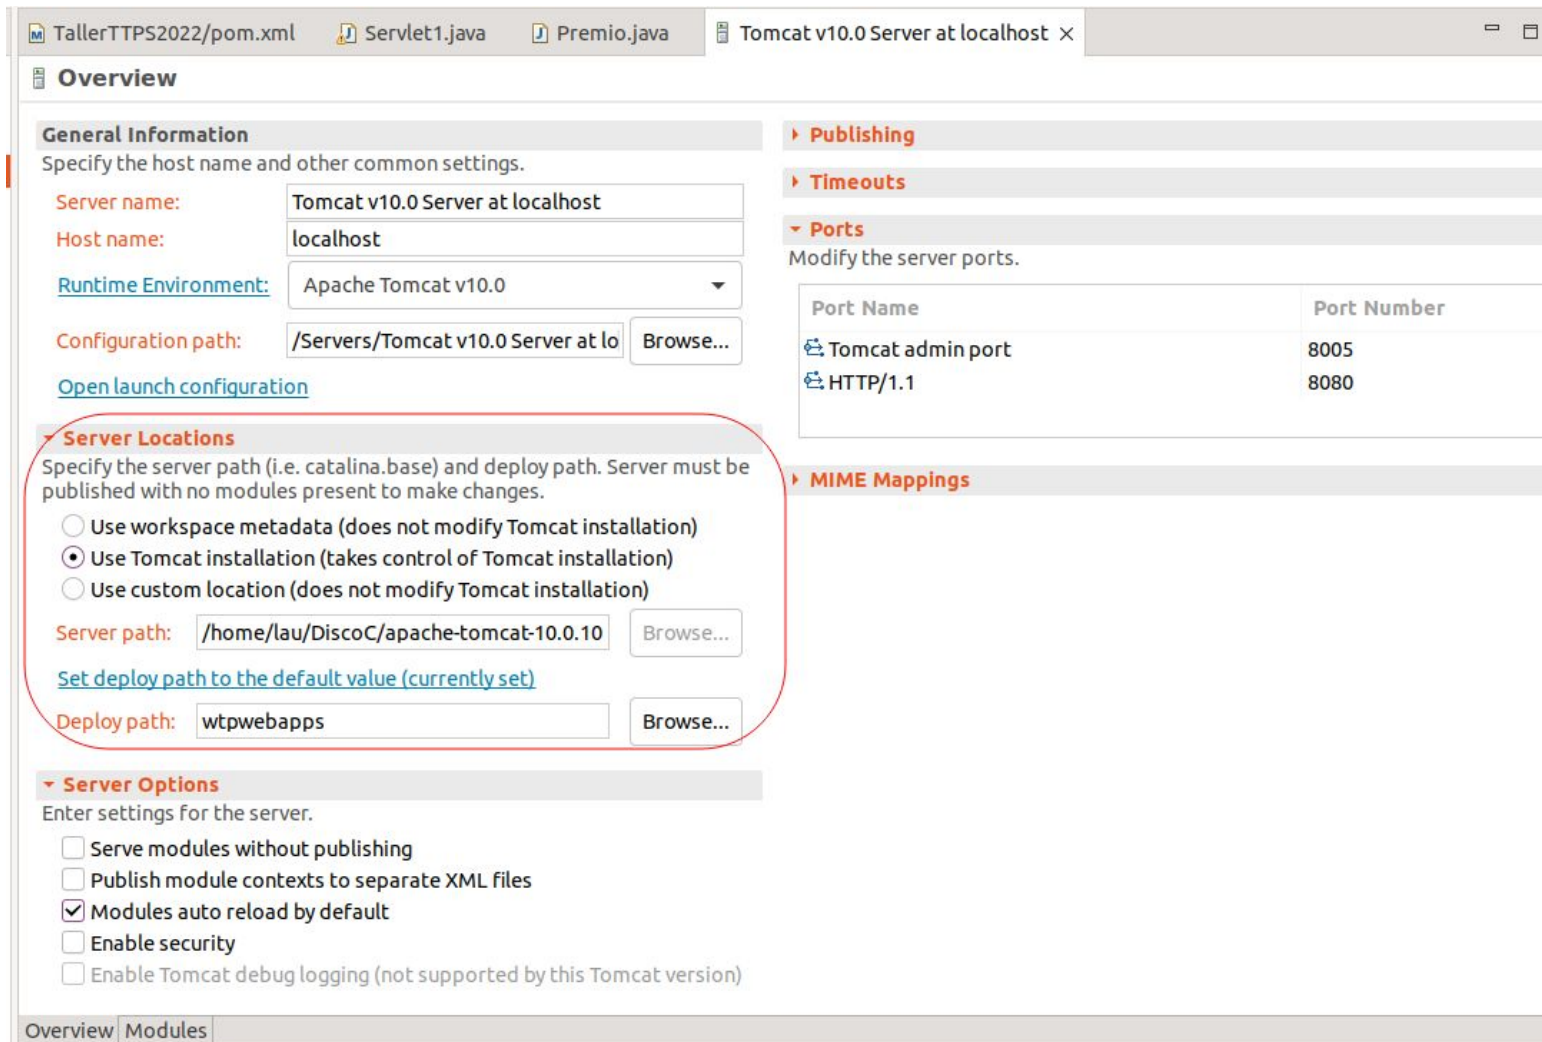 TallerTTPS2022/pom.xml
Servlet1.java
Premio.java
Tomcat v10.0 Server at localhost
Overview
General Information
Specify the host name and other common settings.
Server name:
Tomcat v10.0 Server at localhost
Host name:
localhost
Runtime Environment:
Apache Tomcat v10.0
Configuration path:
/Servers/Tomcat v10.0 Server at lo
Browse...
Open launch configuration
Server Locations
Specify the server path (i.e. catalina.base) and deploy path. Server must be
published with no modules present to make changes.
Use workspace metadata (does not modify Tomcat installation)
Use Tomcat installation (takes control of Tomcat installation)
Use custom location (does not modify Tomcat installation)
Server path:
/home/lau/DiscoC/apache-tomcat-10.0.10
Browse...
Set deploy path to the default value (currently set)
Deploy path:
wtpwebapps
Browse...
Server Options
Enter settings for the server.
Serve modules without publishing
Publish module contexts to separate XML files
Modules auto reload by default
Enable security
Enable Tomcat debug logging (not supported by this Tomcat version)
Publishing
Timeouts
Ports
Modify the server ports.
Port Name
Port Number
Tomcat admin port
8005
HTTP/1.1
8080
MIME Mappings
Overview
Modules